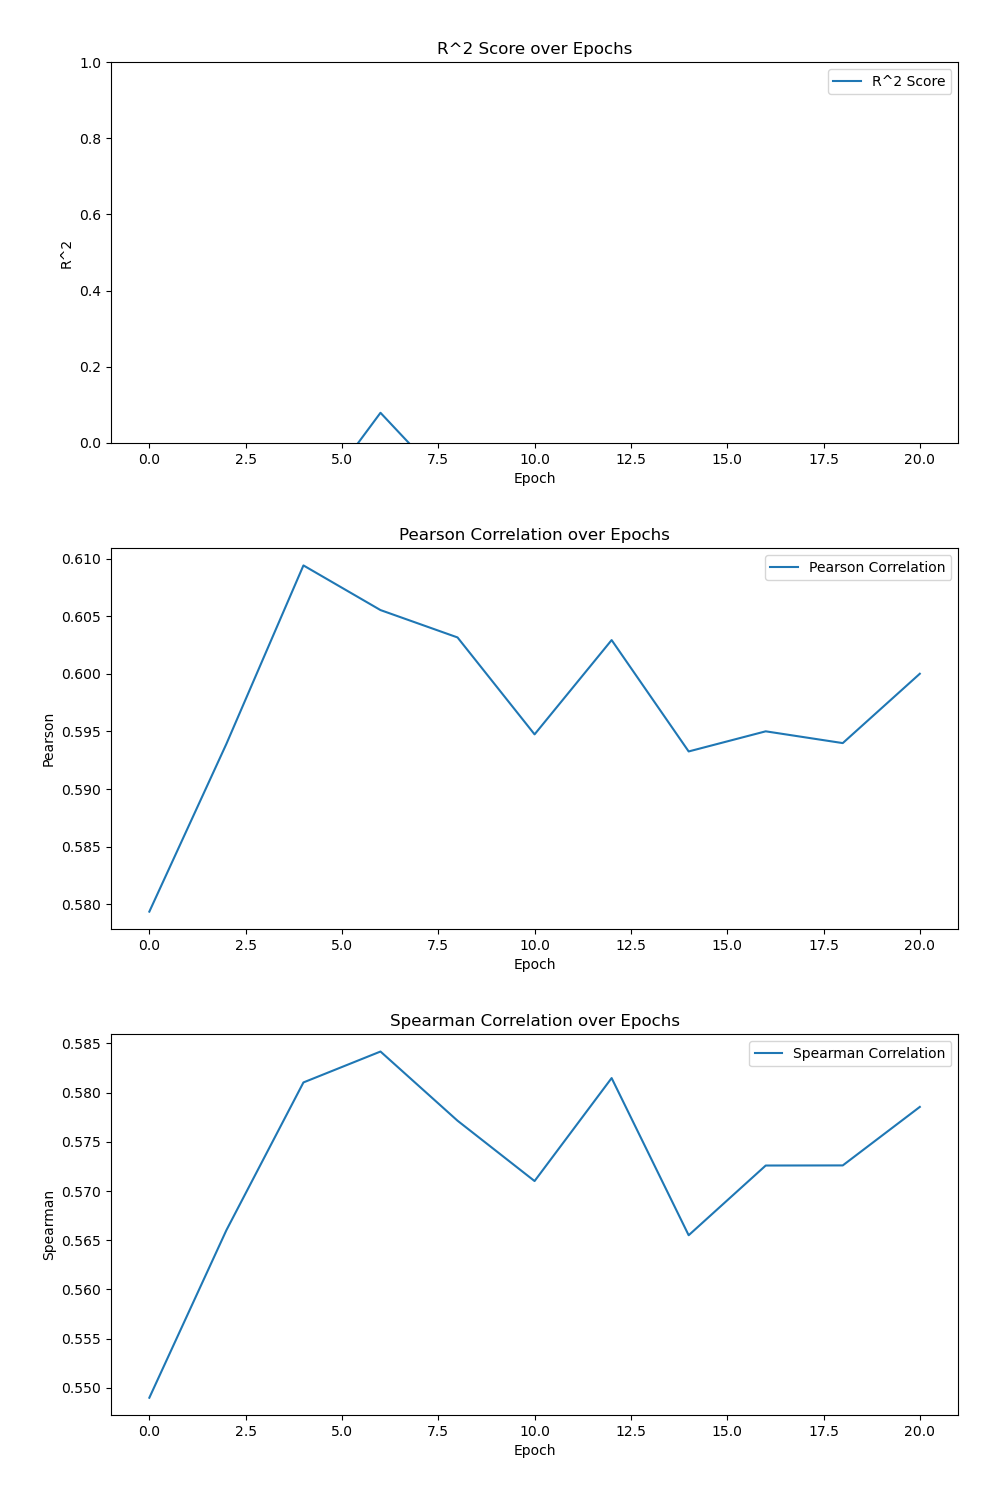 R^2 Score over Epochs
1.0
R^2 Score
0.8
0.6
R^2
0.4
0.2
0.0
0.0 2.5 5.0 7.5 10.0 12.5 15.0 17.5 20.0
Epoch
Pearson Correlation over Epochs
0.610
Pearson Correlation
0.605
0.600
0.595
Pearson
0.590
0.585
0.580
0.0 2.5 5.0 7.5 10.0 12.5 15.0 17.5 20.0
Epoch
Spearman Correlation over Epochs
0.585
Spearman Correlation
0.580
0.575
0.570
Spearman
0.565
0.560
0.555
0.550
0.0 2.5 5.0 7.5 10.0 12.5 15.0 17.5 20.0
Epoch